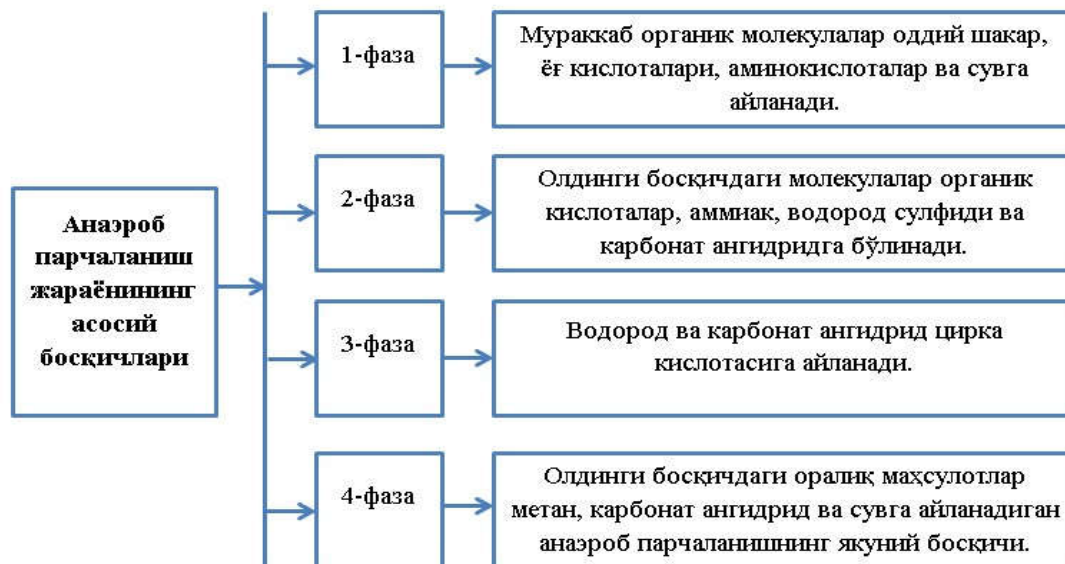 Анаэроб
парчаланиш
жараёнининг
асосий
босқичлари
1-фаза
Мураккаб органик молекулалар оддий шакар,
ёғ кислоталари, аминокислоталар ва сувга
айланади.
2-фаза
Олдинги босқичдаги молекулалар органик
кислоталар, аммиак, водород сулфиди ва
карбонат ангидридга бўлинади.
3-фаза
Водород ва карбонат ангидрид цирка
кислотасига айланади.
4-фаза
Олдинги босқичдаги оралиқ маҳсулотлар
метан, карбонат ангидрид ва сувга айланадиган
анаэроб парчаланишнинг якуний босқичи.